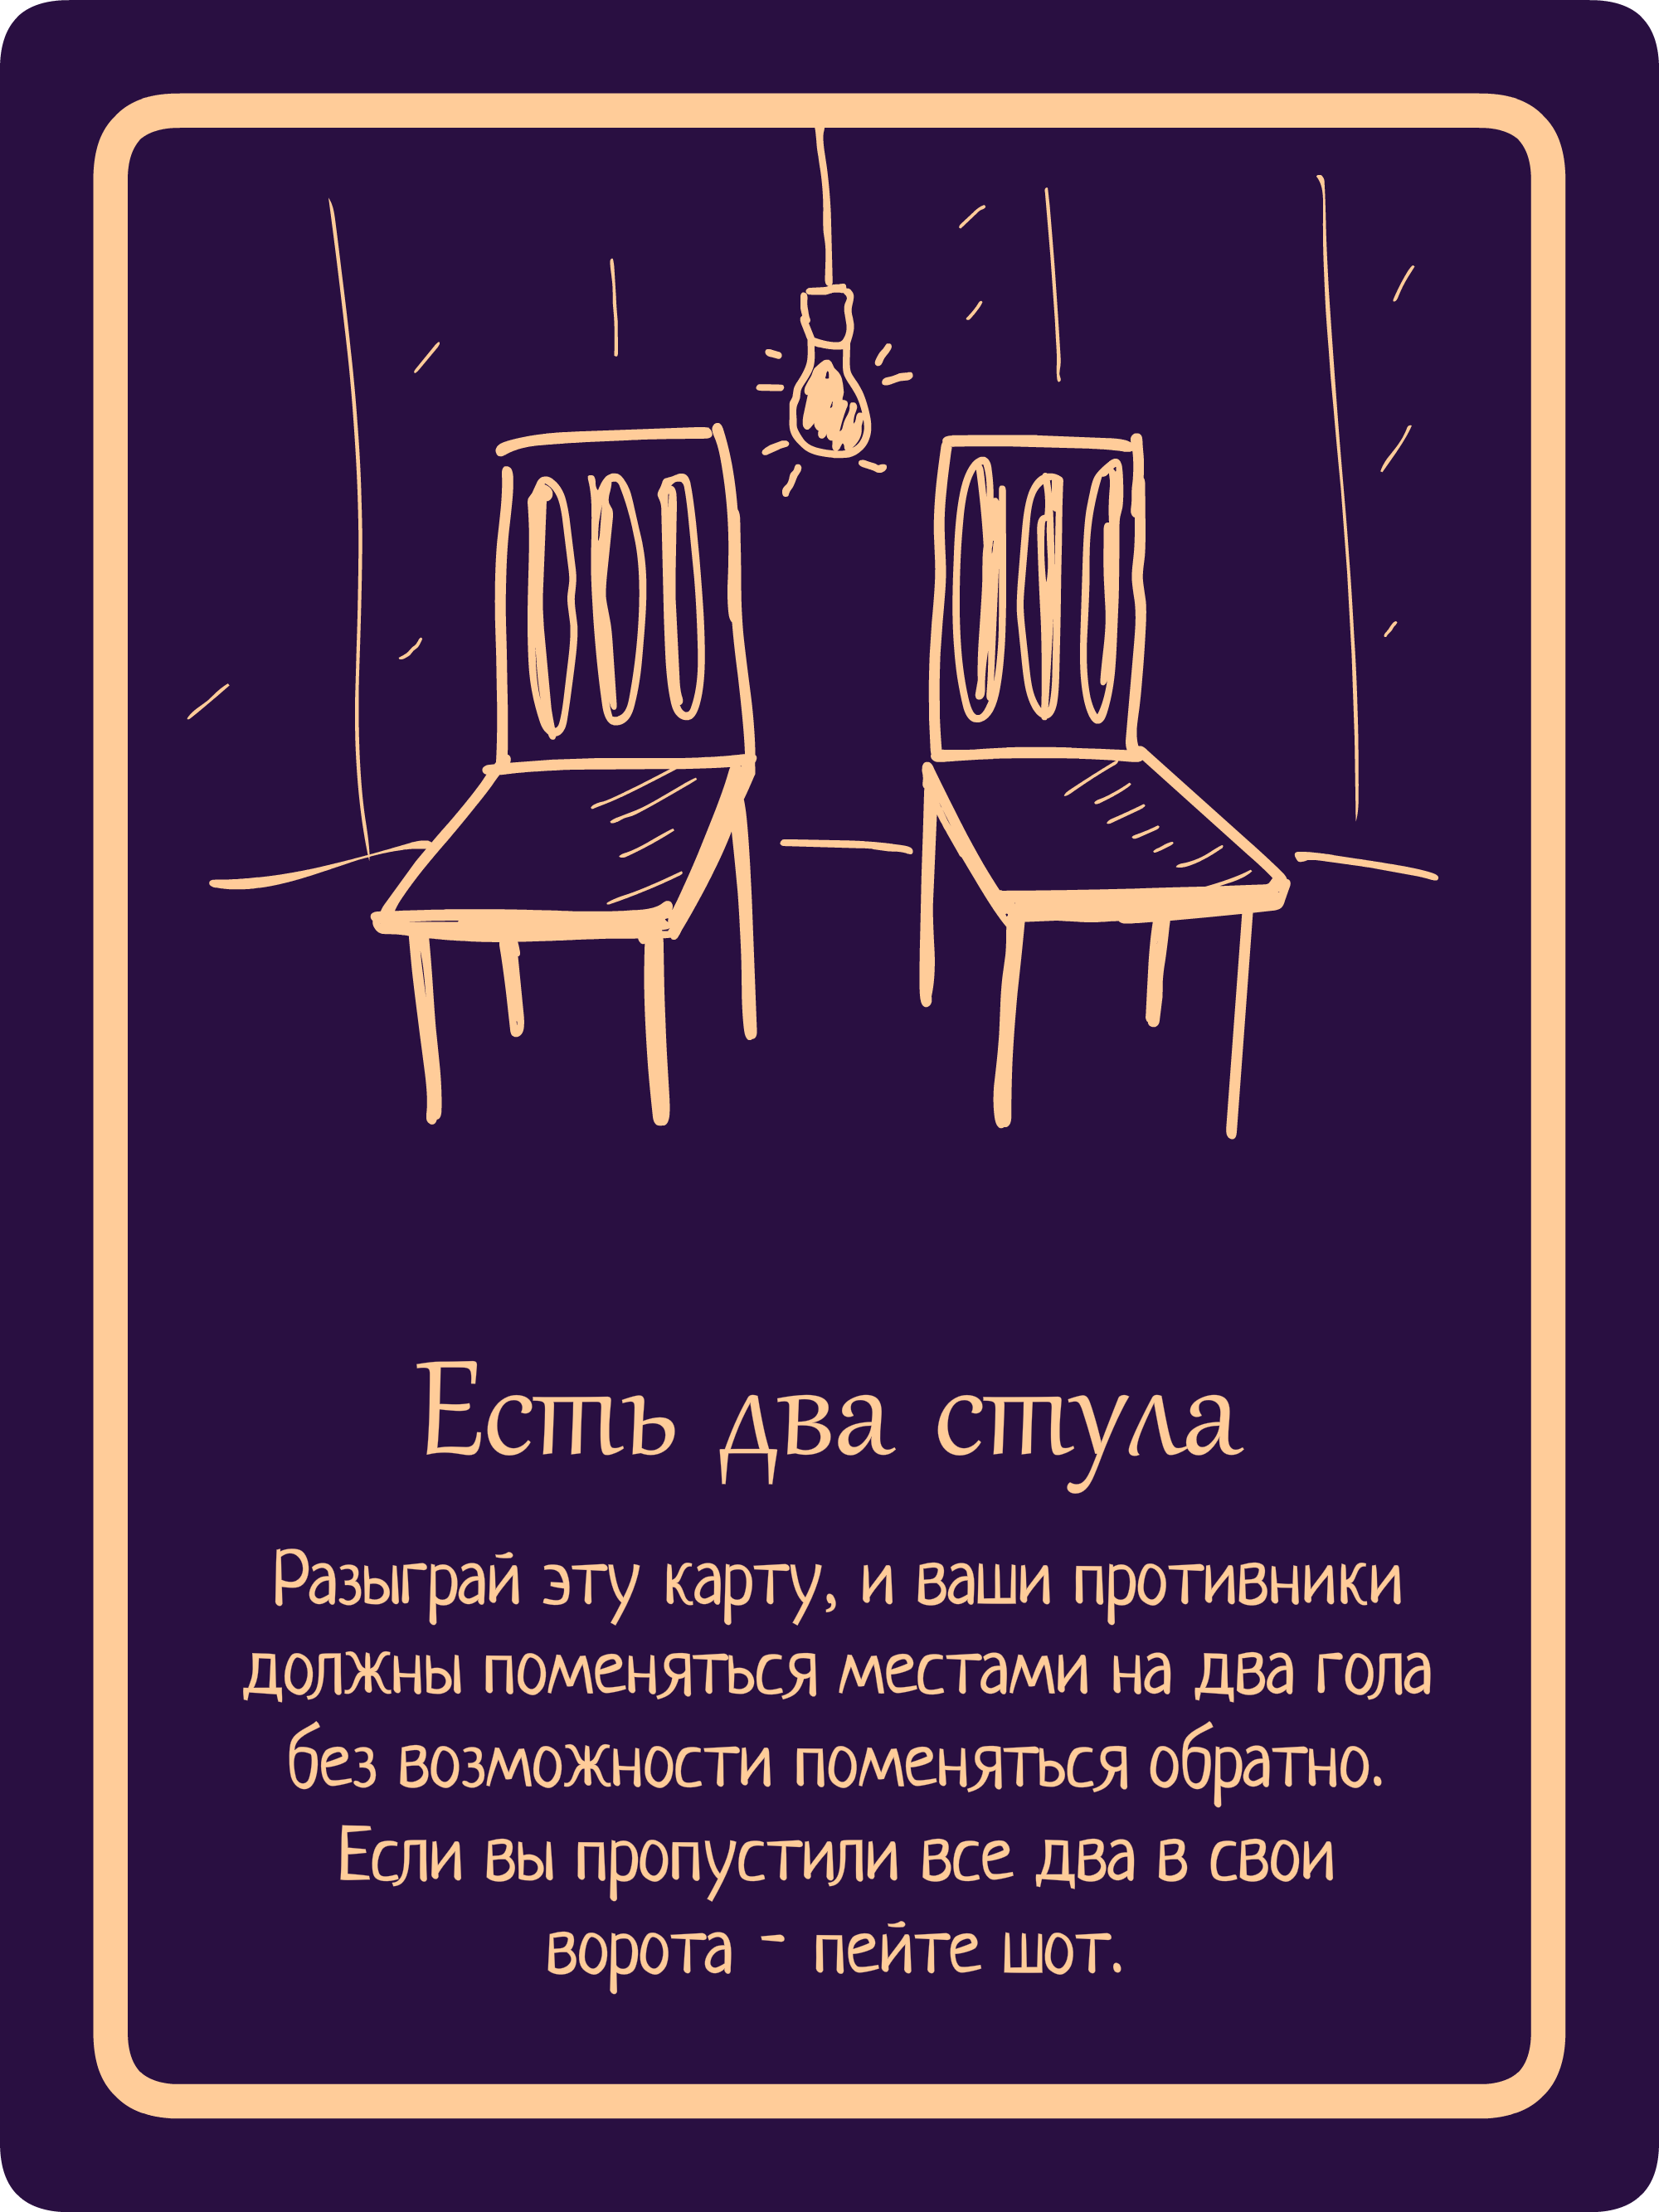 Есть два стула
Разыграй эту карту, и ваши противники
должны поменяться местами на два гола
без возможности поменяться обратно.
Если вы пропустили все два в свои
ворота - пейте шот.